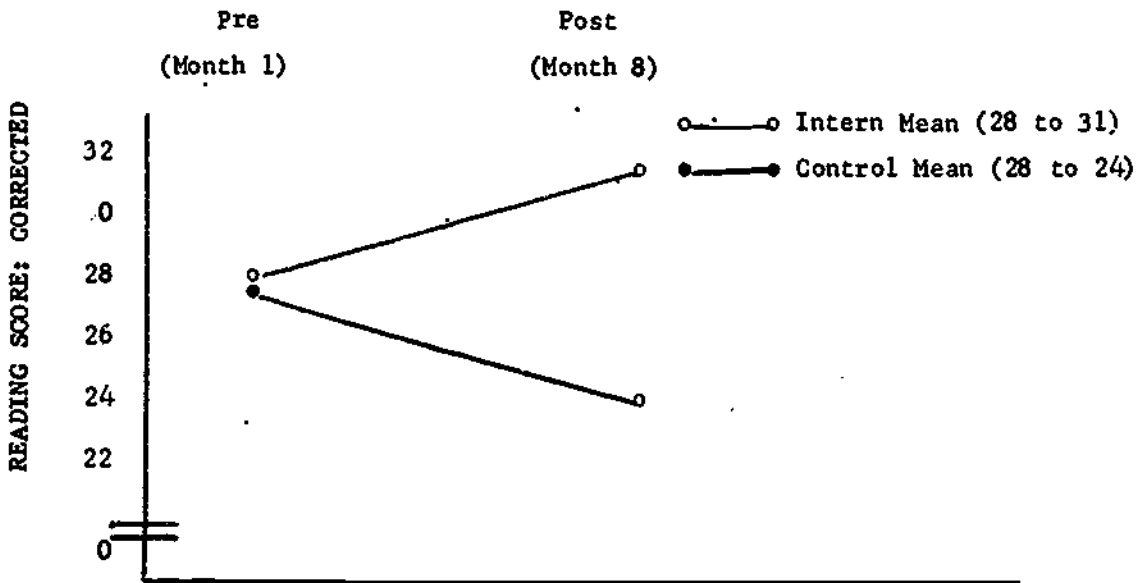 Pre Post
(Month 1) (Month 8)
READING SCORE: CORRECTED
o——o Intern Mean (28 to 31)
●——● Control Mean (28 to 24)
32
0
28
26
24
22
0